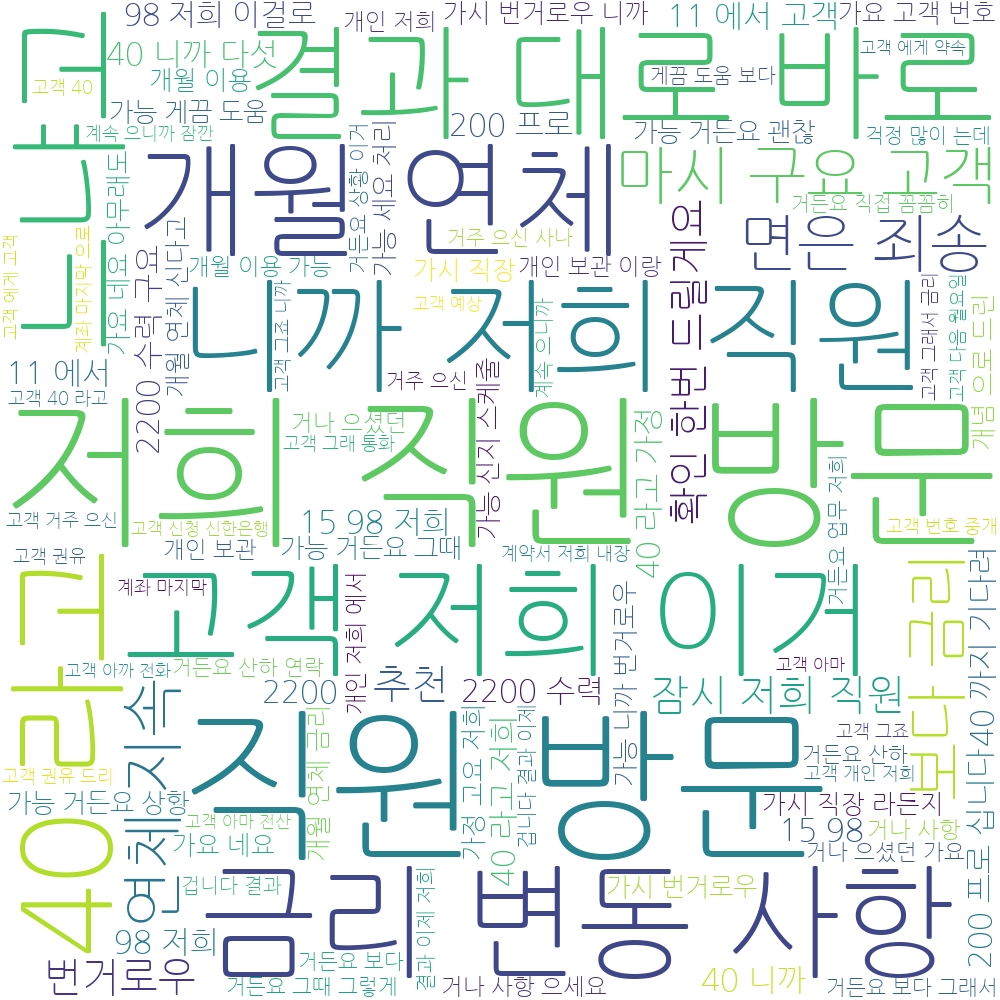 98 저희 이걸로
개인 저희
가시 번거로우 니까
11 에서 고객
가요 고객 번호
니다
결과 대로 바로
40 니까 다섯
고객 에게 약속
개월 이용
게끔 도움 보다
고객 40
가능 게끔 도움
200 프로
가능 거든요 괜찮
걱정 많이 는데
계속 으니까 잠깐
개월 연체
마시 구요 고객
거든요 상황 이거
가능 세요 처리
가요 네요 아무래도
거든요 직접 꼼꼼히
면은 죄송
확인 한번 드릴게요
고객 에게 고객
계좌 마지막 으로
2200 수력 구요
개월 연체 신다고
거주 으신 사나
개월 이용 가능
가시 직장
개인 보관 이랑
고객 예상
니까 저희 직원
고객 그죠 니까
계속 으니까
고객 그래서 금리
고객 다음 월요일
개념 으로 드린
11 에서
거주 으신
고객 40 라고
가능 신지 스케줄
저희 직원 방문
거나 으셨던
고객 그래 통화
40 라고 가정
거든요 엄마 저희
고객 거주 으신
고객 신청 신한은행
15 98 저희
고객 번호 중개
개인 보관
가능 거든요 그때
계약서 저희 내장
고객 권유
40 라고
고객 저희 이거
보다 금리
40 까지 기다려
계좌 마지막
개인 저희 에서
가능 니까 번거로우
고객 아까 전화
거든요 산하 연락
고객 아마
연체 지속
2200
추천
2200 수력
잠시 저희 직원
직원 방문
개월 연체 금리
가정 고요 저희
40 라고 저희
겁니다 결과 이제
고객 그죠
거든요 산하
고객 권유 드리
고객 개인 저희
가능 거든요 상황
고객 아마 전산
가시 직장 라든지
가요 네요
15 98
거나 사항
거나 으셨던 가요
200 프로 십니다
겁니다 결과
금리 변동 사항
결과 이제 저희
가시 번거로우
98 저희
번거로우
거든요 보다
40 니까
거든요 그때 그렇게
거나 사항 으세요
거든요 보다 그래서